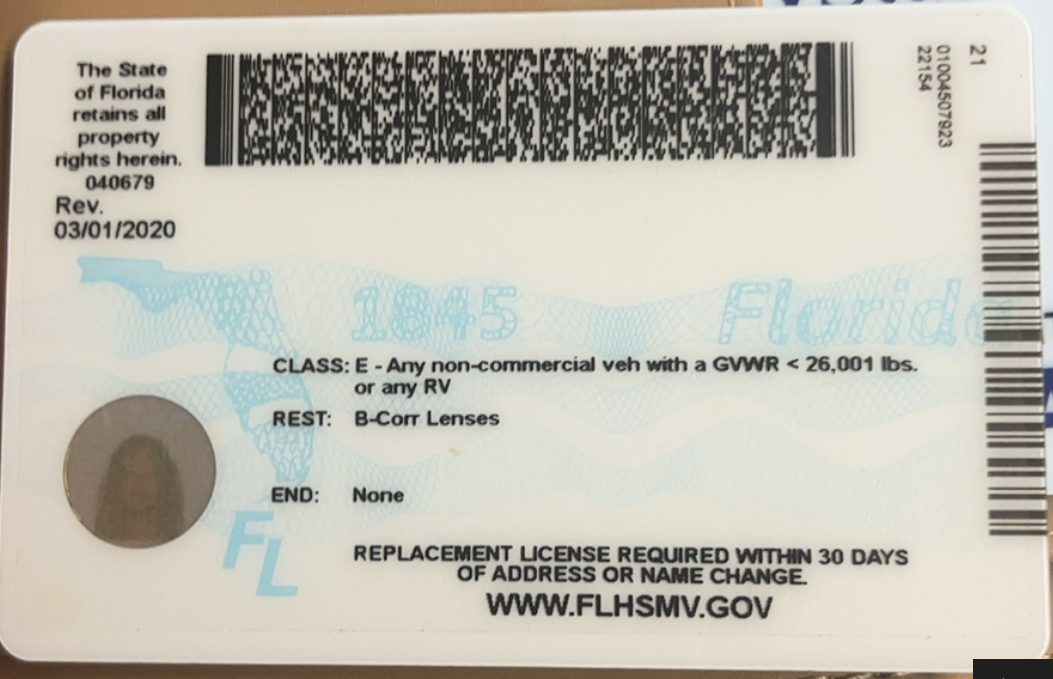 The State
of Florida
retains all
property
rights herein.
040679
Rev.
03/01/2020
21
01004507923
22154
1845 Florida
CLASS: E - Any non-commercial veh with a GVWR < 26,001 lbs.
or any RV
REST: B-Corr Lenses
END: None
FL
REPLACEMENT LICENSE REQUIRED WITHIN 30 DAYS
OF ADDRESS OR NAME CHANGE.
WWW.FLHSMV.GOV